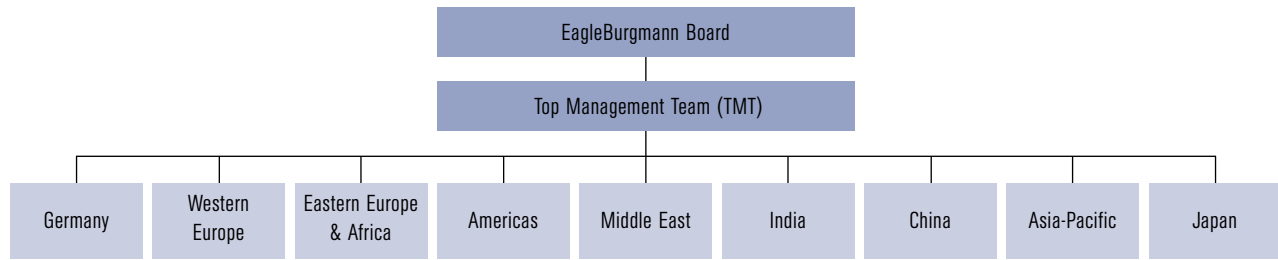 EagleBurgmann Board
Top Management Team (TMT)
Germany
Western
Europe
Eastern Europe
& Africa
Americas
Middle East
India
China
Asia-Pacific
Japan